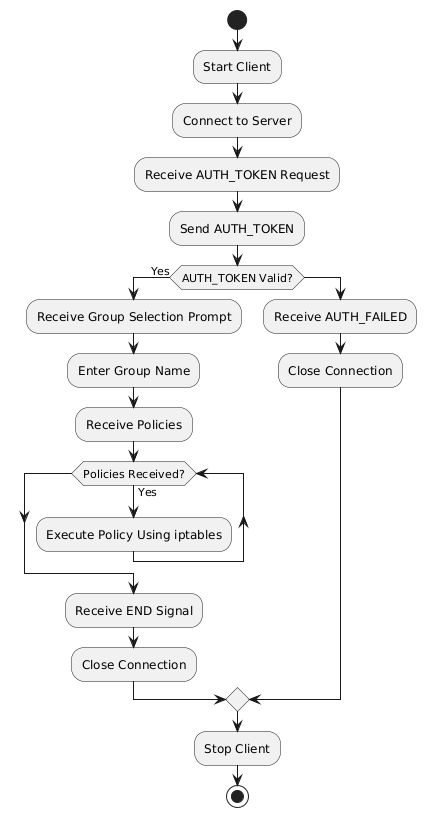 Start Client
Connect to Server
Receive AUTH_TOKEN Request
Send AUTH_TOKEN
Yes
AUTH_TOKEN Valid?
Receive Group Selection Prompt
Receive AUTH_FAILED
Enter Group Name
Close Connection
Receive Policies
Policies Received?
Yes
Execute Policy Using iptables
Receive END Signal
Close Connection
Stop Client